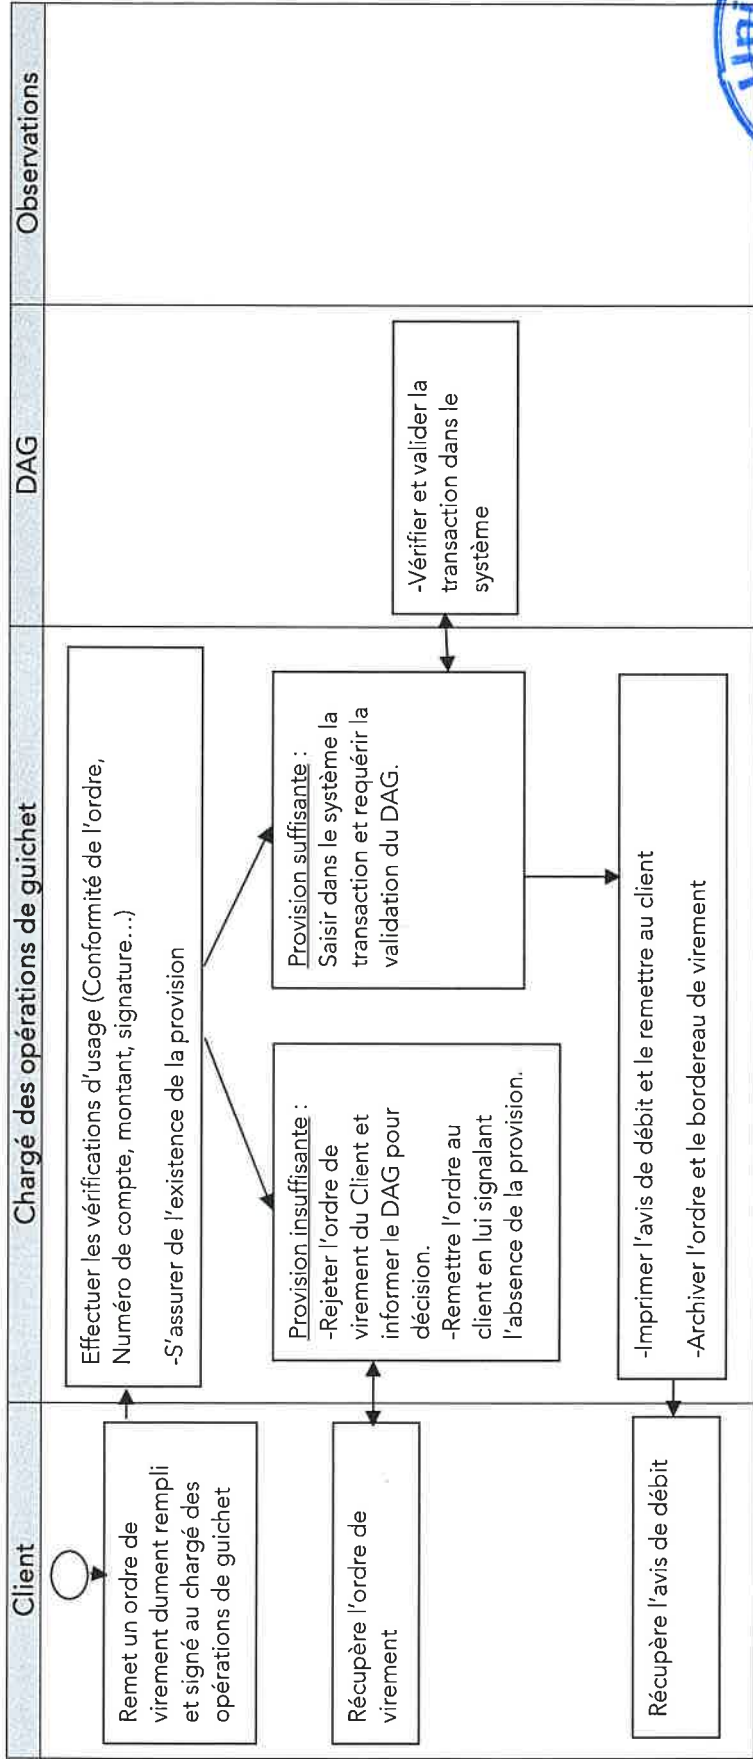 Client
Chargé des opérations de guichet
DAG
Observations
Remet un ordre de
virement dument rempli
et signé au chargé des
opérations de guichet
Effectuer les vérifications d'usage (Conformité de l'ordre,
Numéro de compte, montant, signature...)
-S'assurer de l'existence de la provision
Récupère l'ordre de
virement
Provision insuffisante :
-Rejeter l'ordre de
virement du Client et
informer le DAG pour
décision.
-Remettre l'ordre au
client en lui signalant
l'absence de la provision.
Provision suffisante :
Saisir dans le système la
transaction et requérir la
validation du DAG.
-Vérifier et valider la
transaction dans le
système
Récupère l'avis de débit
-Imprimer l'avis de débit et le remettre au client
-Archiver l'ordre et le bordereau de virement